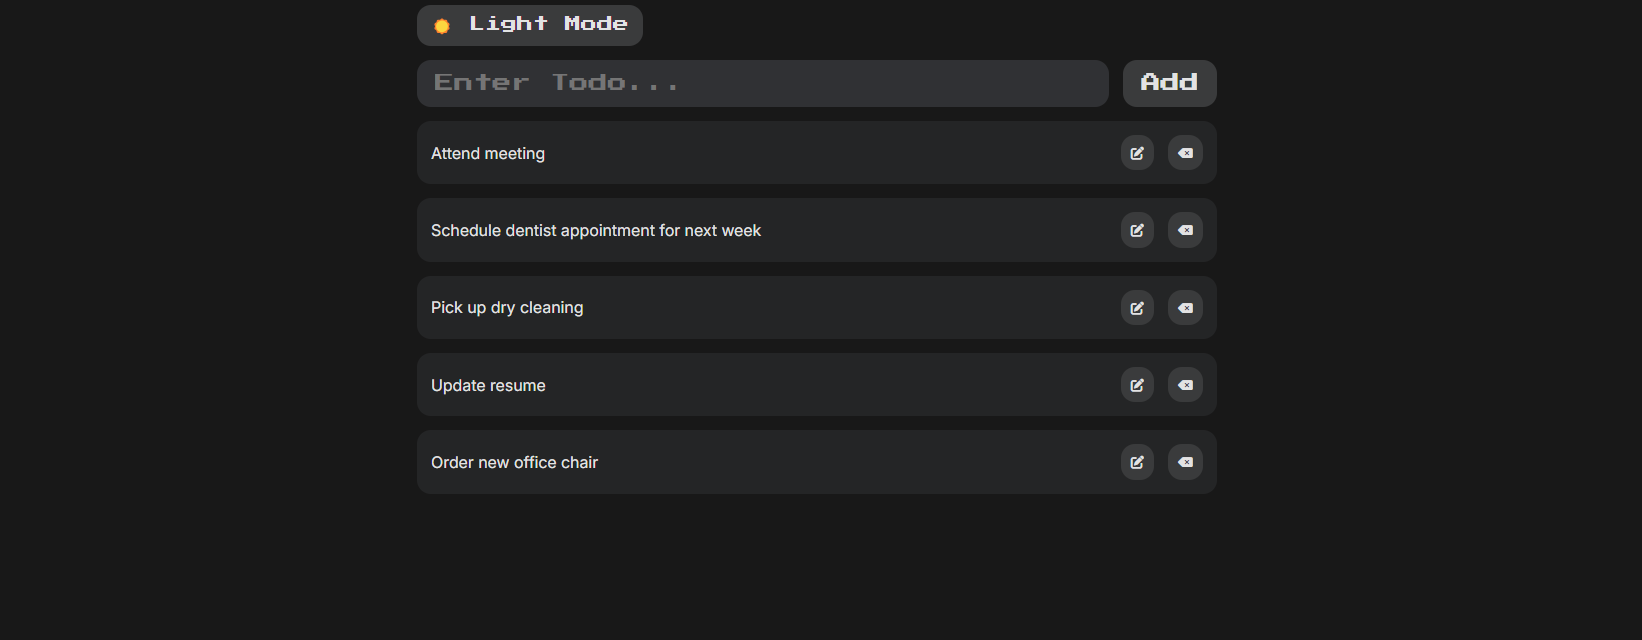 Light Mode
Enter Todo...
Add
Attend meeting
Schedule dentist appointment for next week
Pick up dry cleaning
Update resume
Order new office chair